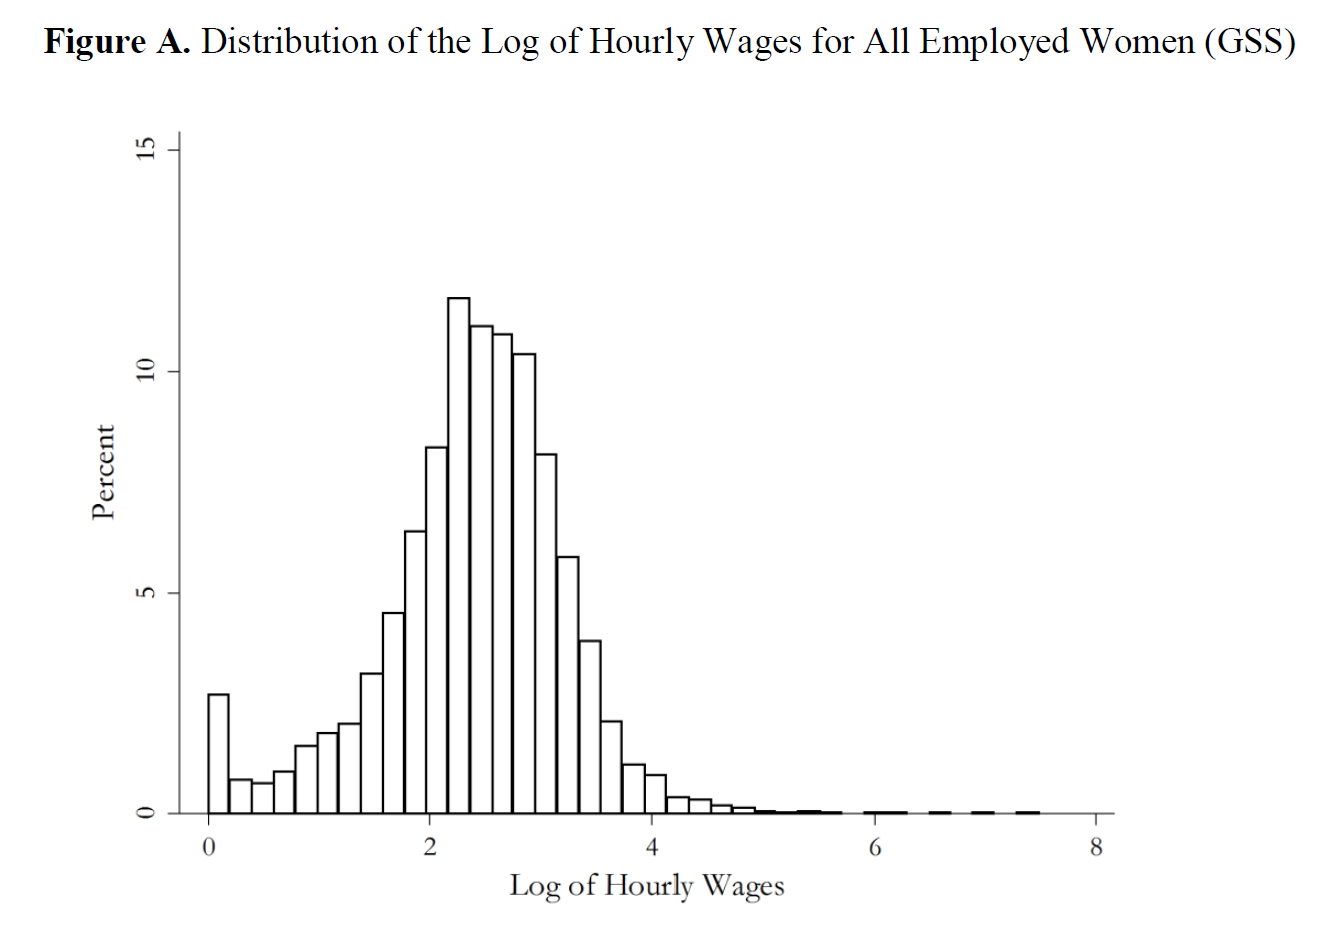 Figure A. Distribution of the Log of Hourly Wages for All Employed Women (GSS)
15
10
5
0
Percent
0 2 4 6 8
Log of Hourly Wages